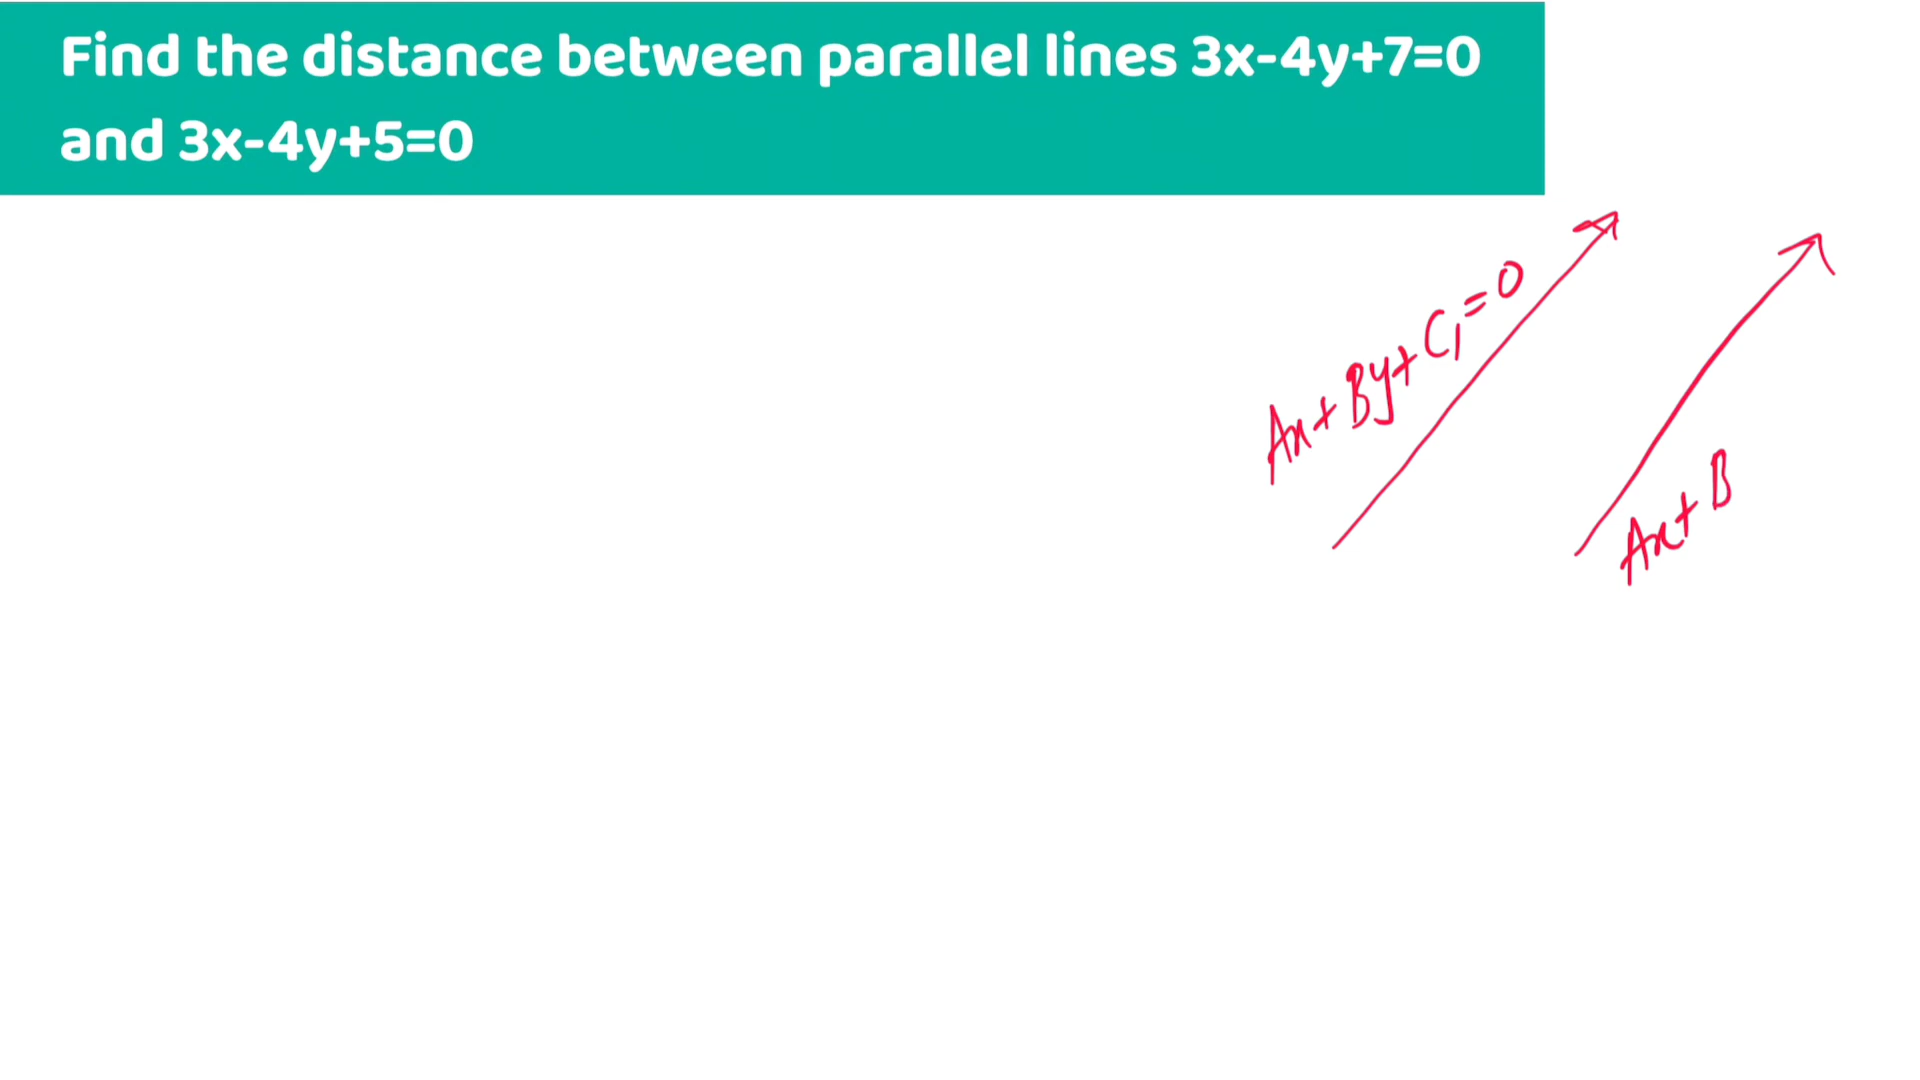 Find the distance between parallel lines 3x-4y+7=0
and 3x-4y+5=0
Ax+By+C₁=0
Ax+B